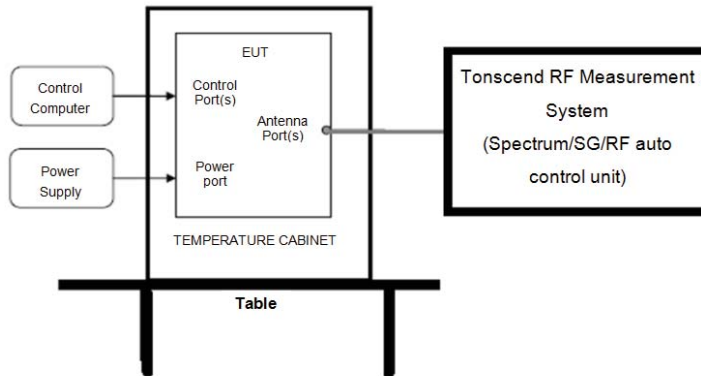 EUT
Control
Computer
Control
Port(s)
Antenna
Port(s)
Power
Supply
Power
port
TEMPERATURE CABINET
Table
Tonscend RF Measurement
System
(Spectrum/SG/RF auto
control unit)